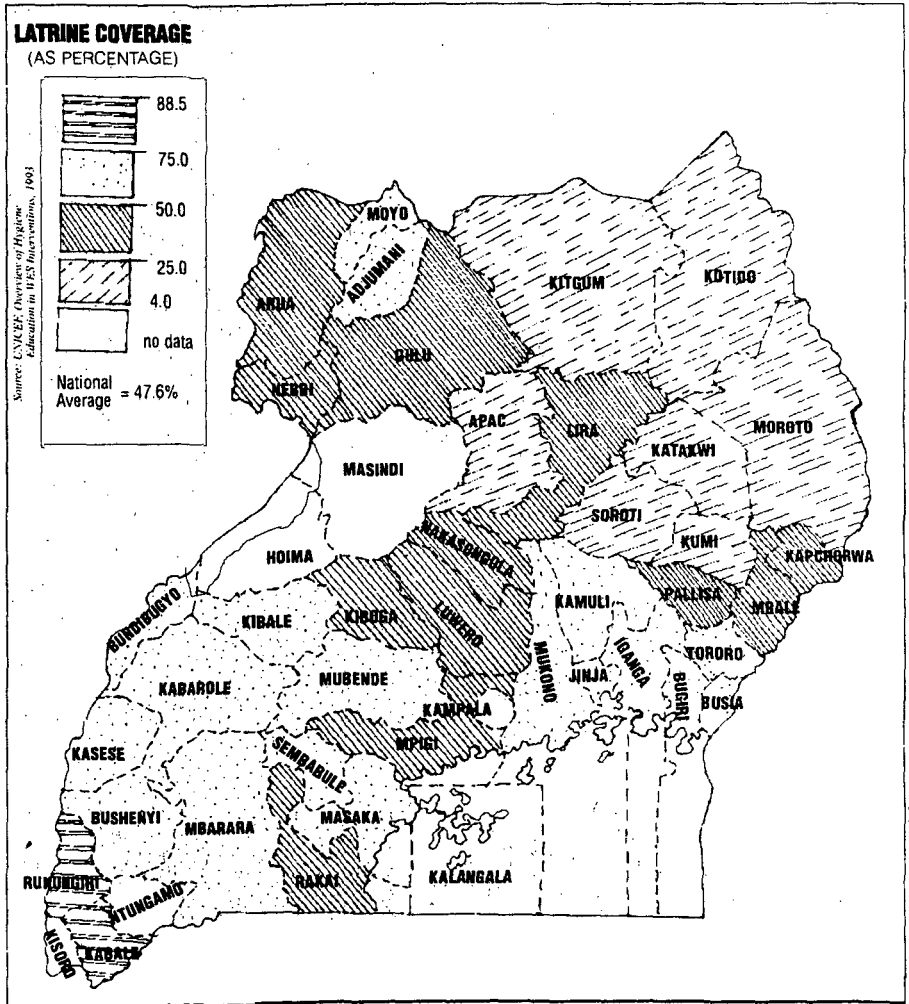 LATRINE COVERAGE
(AS PERCENTAGE)
88.5
75.0
50.0
25.0
4.0
no data
National
Average = 47.6%
Source: UNICEF, Overview of Hygiene
Education in WES Interventions, 1993
MOYO
ADJUMANI
ARUA
KITGUM
KOTIDO
GULU
NEBBI
APAC
LIRA
MOROTO
KATAKWI
MASINDI
SOROTI
KUMI
NAKASONGOLA
HOIMA
KAPCHORWA
PALLISA
MBALE
BUNDIBUGYO
KIBALE
KIBOGA
LUWERO
KAMULI
TORORO
KABAROLE
MUBENDE
MUKONO
JINJA
IGANGA
BUGIRI
BUSIA
KAMPALA
MPIGI
KASESE
SEMBABULE
BUSHENYI
MBARARA
MASAKA
RUKUNGIRI
NTUNGAMO
RAKAI
KALANGALA
KISORO
KABALE